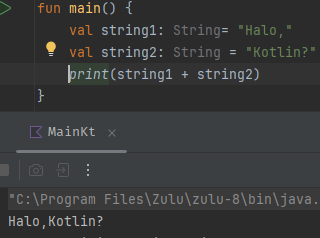 fun main() {
val string1: String= "Halo,"
val string2: String = "Kotlin?"
print(string1 + string2)
}
MainKt
"C:\Program Files\Zulu\zulu-8\bin\java.
Halo,Kotlin?